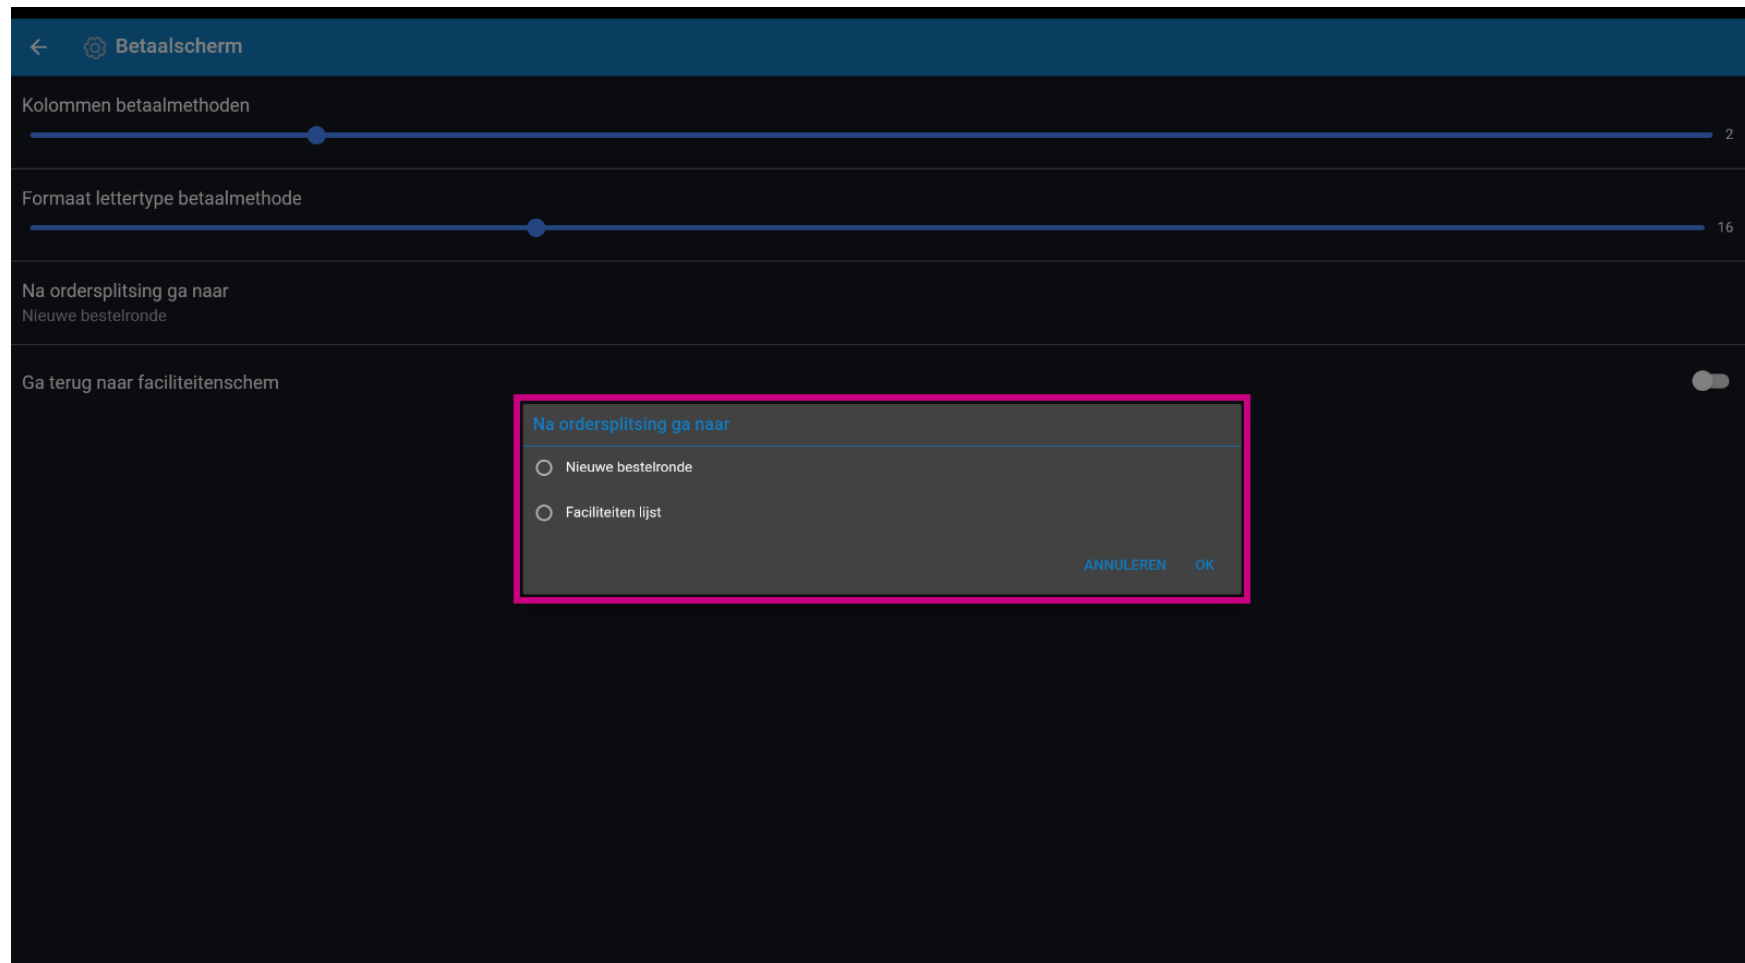 Betaalscherm
Kolommen betaalmethoden
2
Formaat lettertype betaalmethode
16
Na ordersplitsing ga naar
Nieuwe bestelronde
Ga terug naar faciliteitenschem
Na ordersplitsing ga naar
Nieuwe bestelronde
Faciliteiten lijst
ANNULEREN OK